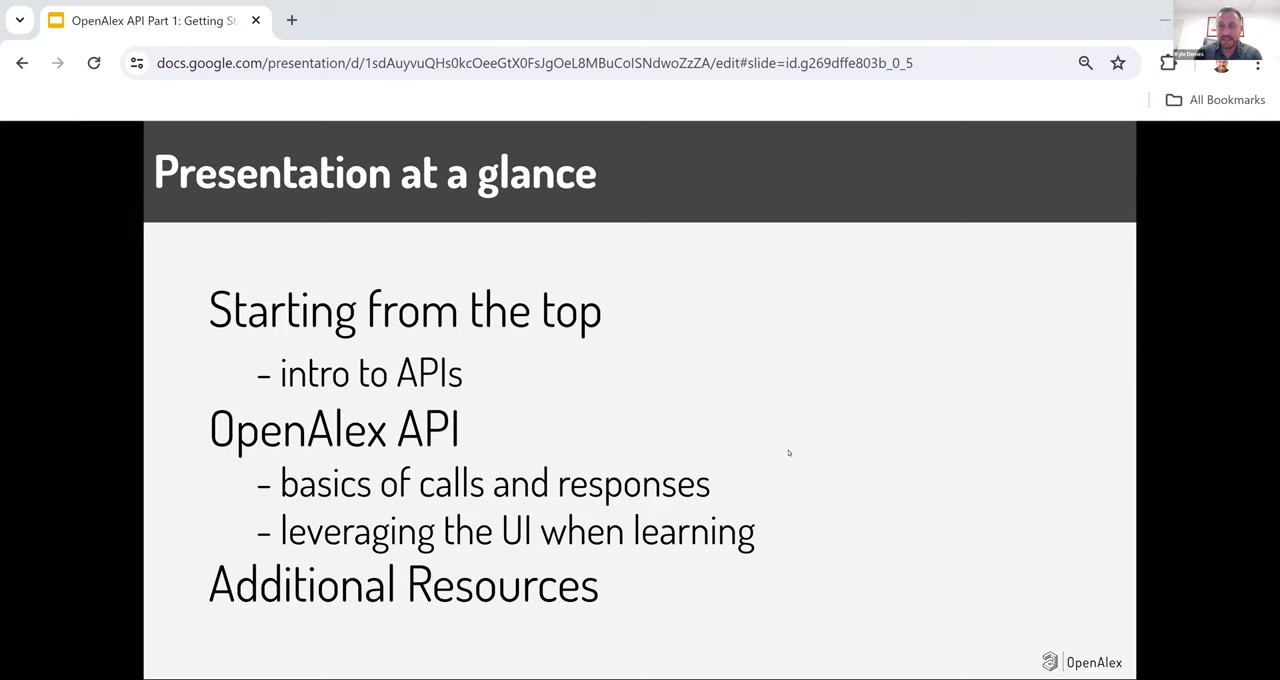 OpenAlex API Part 1: Getting St
docs.google.com/presentation/d/1sdAuyvuQHs0kcOGtX0FsJgOeL8MBuColSNdwoZzZA/edit#slide=id.g269dffe803b_0_5
All Bookmarks
Presentation at a glance
Starting from the top
- intro to APIs
OpenAlex API
- basics of calls and responses
- leveraging the UI when learning
Additional Resources
OpenAlex